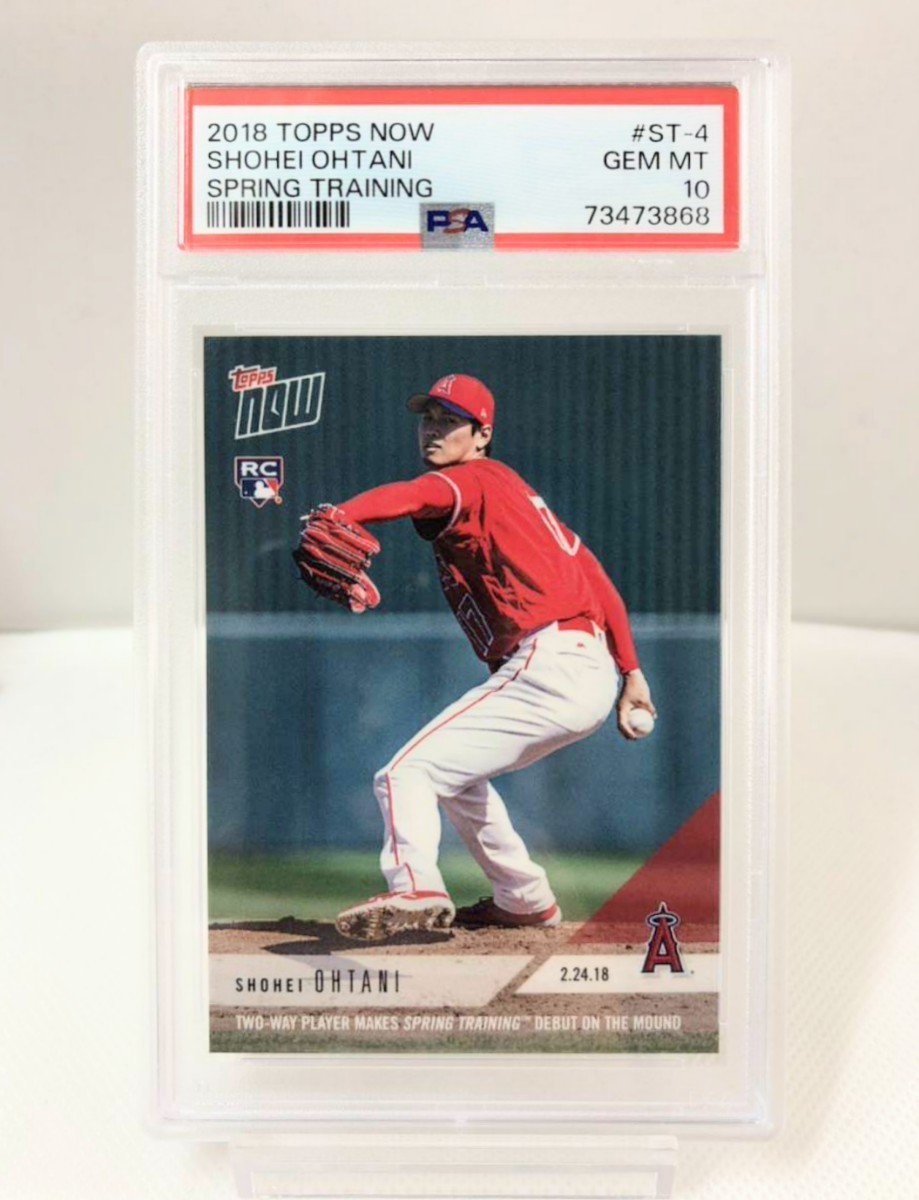 2018 TOPPS NOW #ST-4
SHOHEI OHTANI GEM MT
SPRING TRAINING 10
PSA 73473868
TOPPS
NOW
RC
A
17
SHOHEI OHTANI 2.24.18 A
TWO-WAY PLAYER MAKES SPRING TRAINING™ DEBUT ON THE MOUND